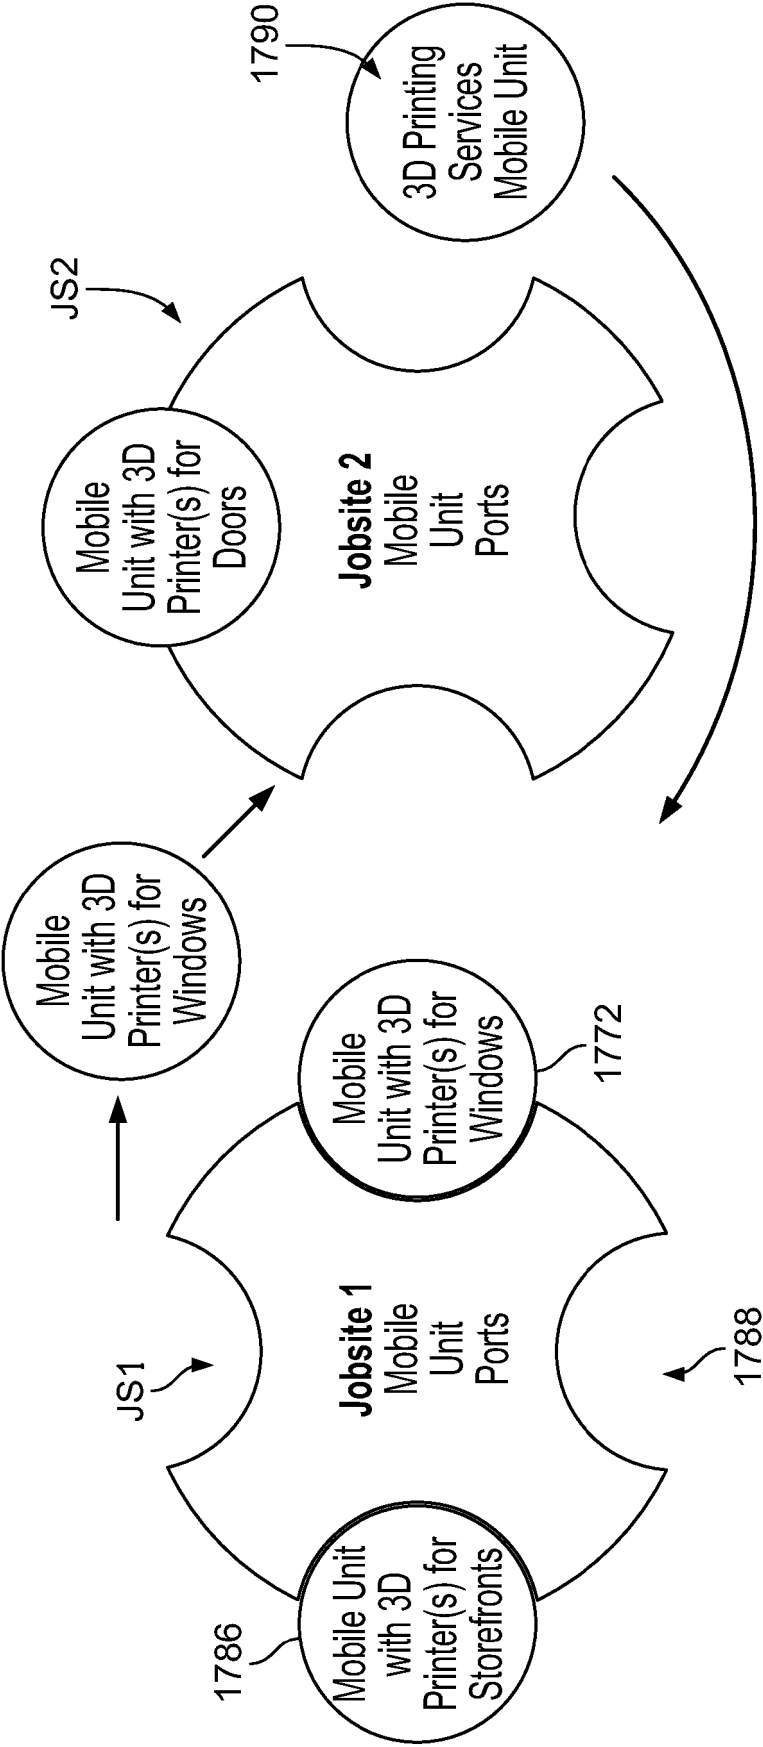 1786
Mobile Unit
with 3D
Printer(s) for
Storefronts
JS1
Jobsite 1
Mobile
Unit
Ports
1788
Mobile
Unit with 3D
Printer(s) for
Windows
1772
Mobile
Unit with 3D
Printer(s) for
Windows
JS2
Mobile
Unit with 3D
Printer(s) for
Doors
Jobsite 2
Mobile
Unit
Ports
1790
3D Printing
Services
Mobile Unit